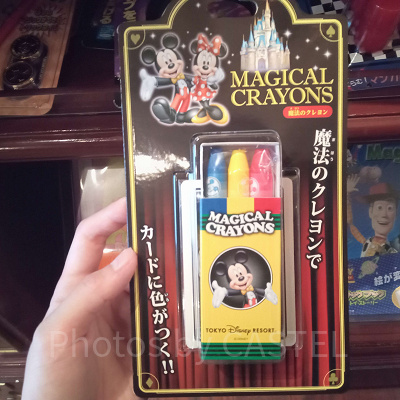 MAGICAL
CRAYONS
魔法のクレヨン
魔法のクレヨンで
カードに色がつく!!
MAGICAL
CRAYONS
TOKYO Disney RESORT
Photos by CASTEL